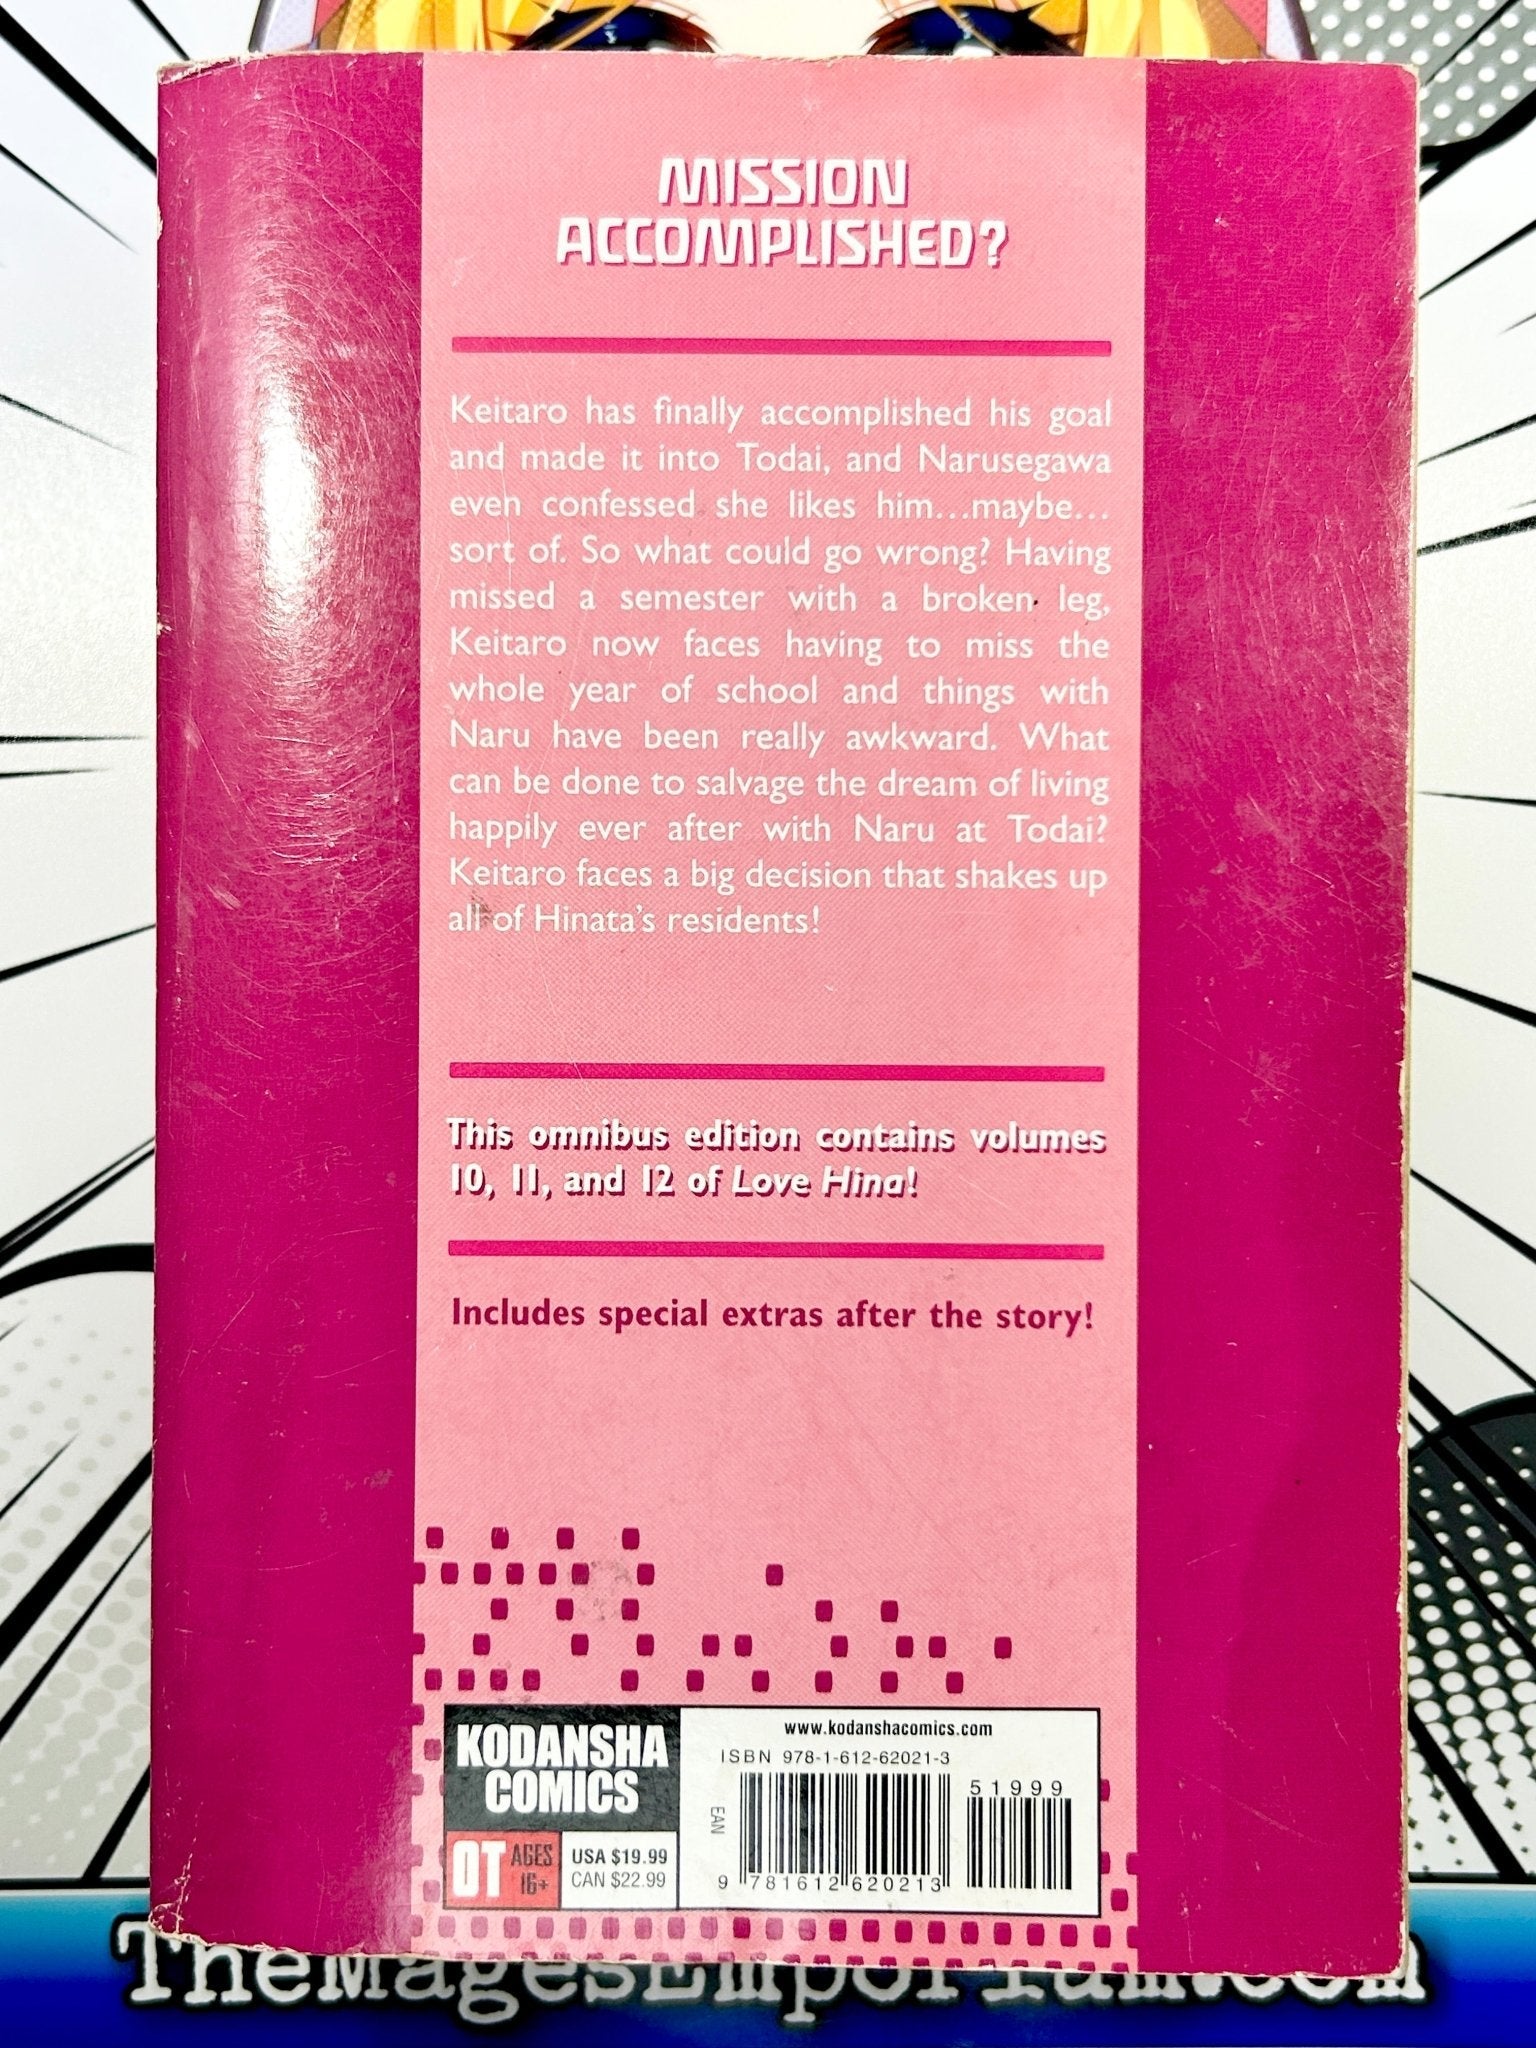 MISSION
ACCOMPLISHED?
Keitaro has finally accomplished his goal
and made it into Todai, and Narusegawa
even confessed she likes him...maybe...
sort of. So what could go wrong? Having
missed a semester with a broken leg,
Keitaro now faces having to miss the
whole year of school and things with
Naru have been really awkward. What
can be done to salvage the dream of living
happily ever after with Naru at Todai?
Keitaro faces a big decision that shakes up
all of Hinata's residents!
This omnibus edition contains volumes
10, 11, and 12 of Love Hina!
Includes special extras after the story!
KODANSHA
COMICS
OT AGES
16+
USA $19.99
CAN $22.99
www.kodanshacomics.com
ISBN 978-1-612-62021-3
51999
EAN
9 781612 620213
TheMagesEmporium.com